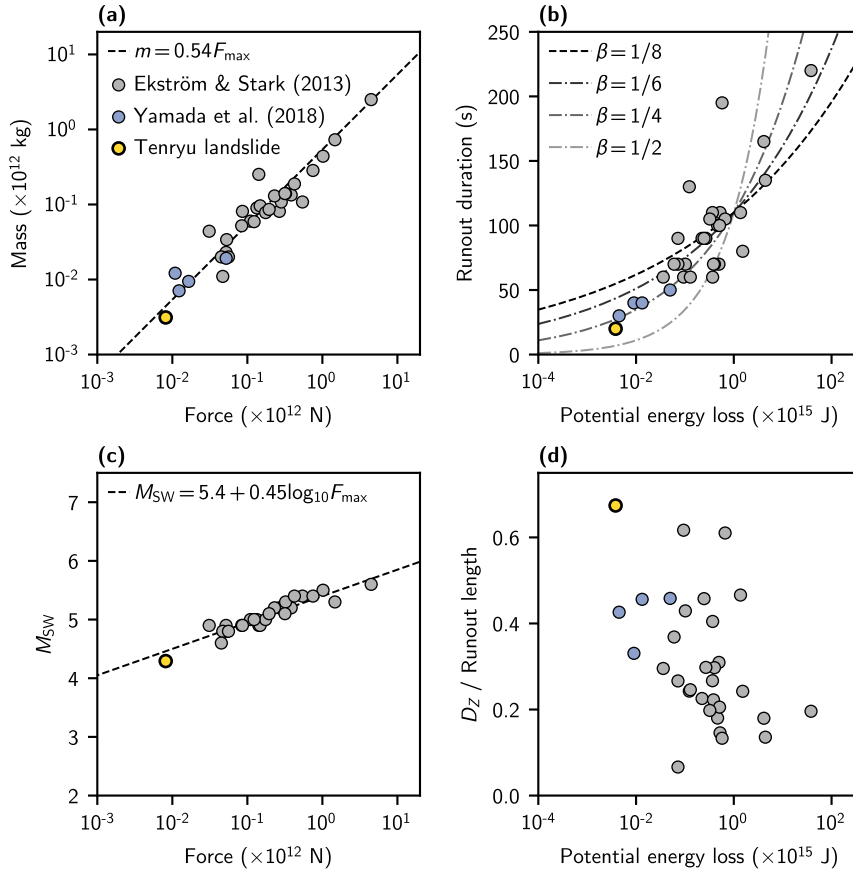 (a)
m = 0.54F_max
Ekström & Stark (2013)
Yamada et al. (2018)
Tenryu landslide
10^1
10^0
10^-1
10^-2
10^-3
Mass (×10^12 kg)
10^-3 10^-2 10^-1 10^0 10^1
Force (×10^12 N)
(b)
β = 1/8
β = 1/6
β = 1/4
β = 1/2
250
200
150
100
50
0
Runout duration (s)
10^-4 10^-2 10^0 10^2
Potential energy loss (×10^15 J)
(c)
M_SW = 5.4 + 0.45log_10F_max
7
6
5
4
3
2
M_SW
10^-3 10^-2 10^-1 10^0 10^1
Force (×10^12 N)
(d)
0.6
0.4
0.2
0.0
D_Z / Runout length
10^-4 10^-2 10^0 10^2
Potential energy loss (×10^15 J)